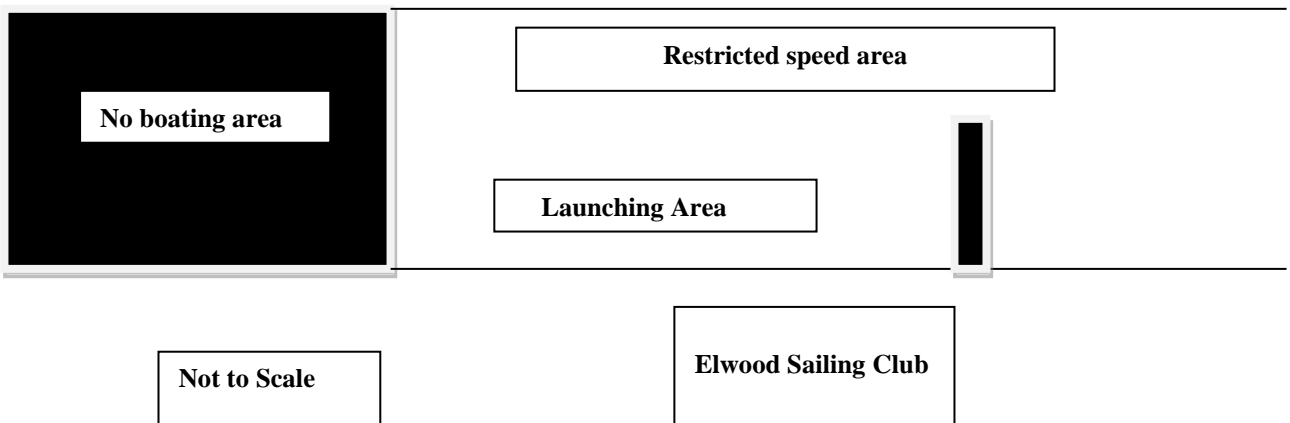 Restricted speed area
No boating area
Launching Area
Elwood Sailing Club
Not to Scale